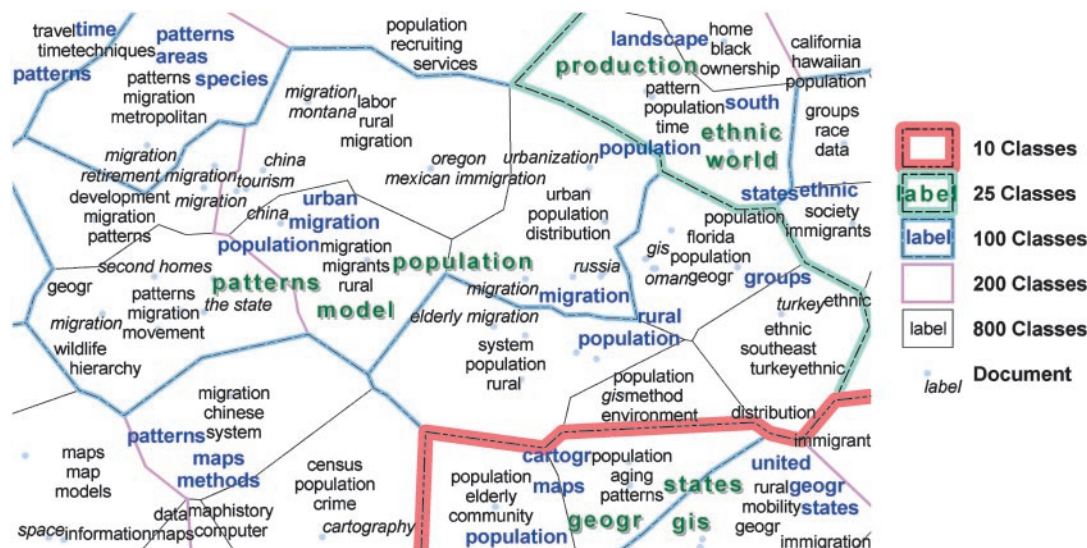 travel time
time techniques
patterns
patterns
areas
species
patterns
migration
metropolitan
population
recruiting
services
landscape
production
home
black
ownership
california
hawaiian
population
migration
montana
labor
rural
migration
pattern
population
time
south
ethnic
world
groups
race
data
migration
retirement migration
migration
china
tourism
oregon
mexican immigration
urbanization
population
development
migration
patterns
china
urban
migration
population
urban
population
distribution
states ethnic
society
immigrants
population
florida
population
geogr
gis
oman
groups
second homes
geogr
patterns
migration
movement
the state
patterns
model
migration
migrants
rural
population
russia
migration
migration
elderly migration
rural
population
turkey ethnic
migration
wildlife
hierarchy
system
population
rural
ethnic
southeast
turkeyethnic
migration
chinese
system
patterns
maps
methods
population
gis method
environment
distribution
immigrant
maps
map
models
census
population
crime
cartography
cartogr
maps
population
aging
patterns
states
geogr
gis
united
geogr
states
rural
mobility
geogr
immigration
population
elderly
community
population
data
maps
maphistory
computer
space information
10 Classes
label 25 Classes
label 100 Classes
200 Classes
label 800 Classes
label Document